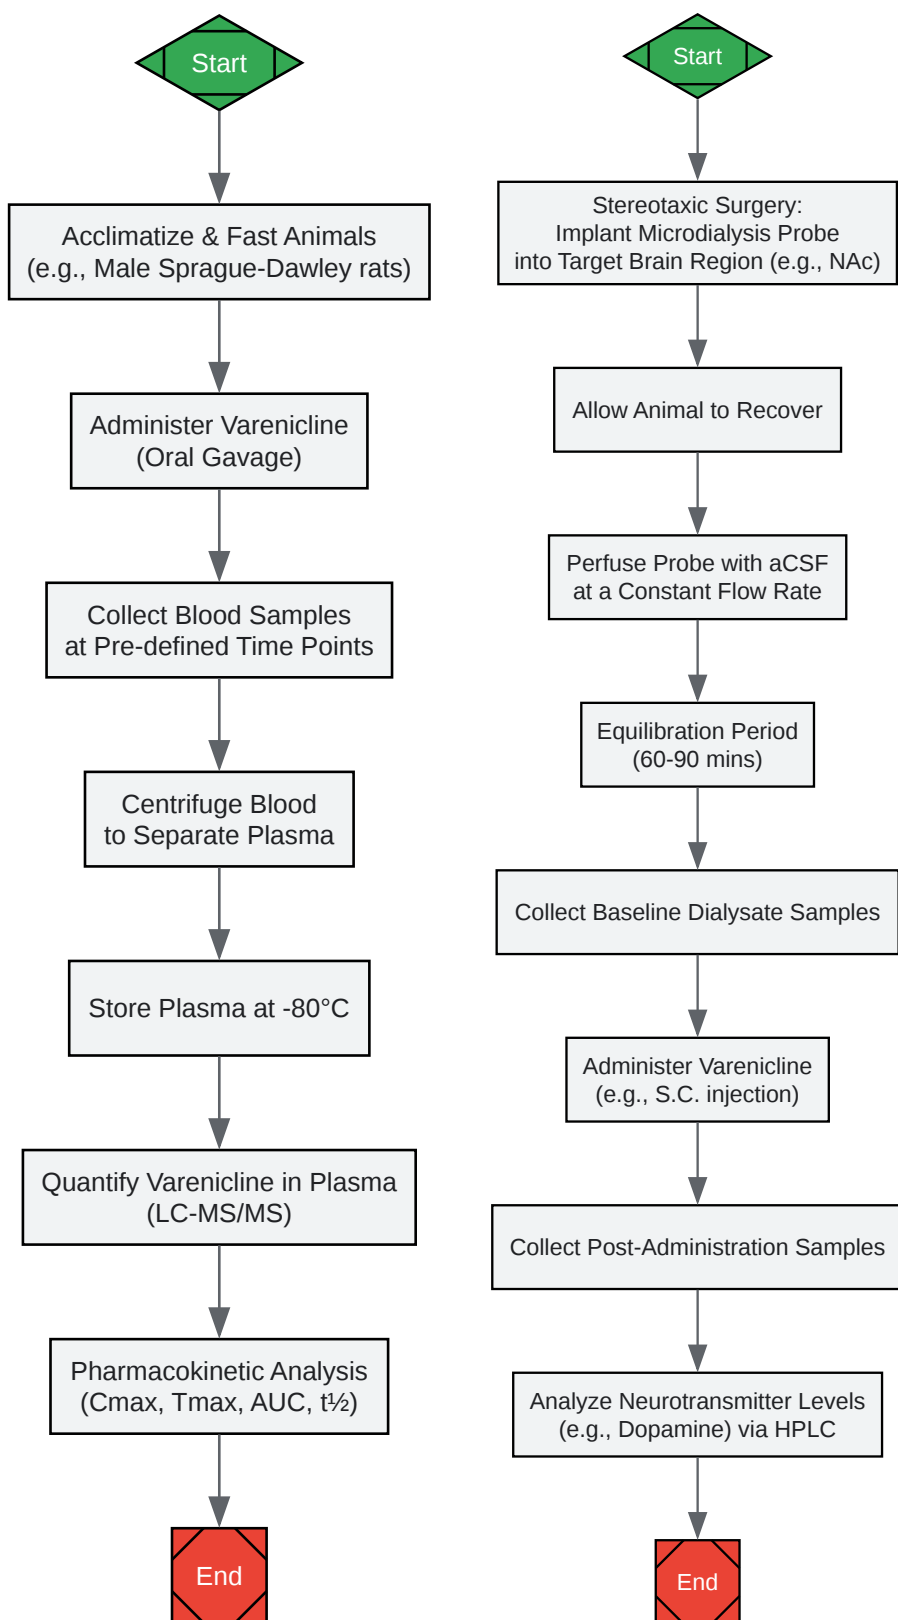 Start
Acclimatize & Fast Animals
(e.g., Male Sprague-Dawley rats)
Administer Varenicline
(Oral Gavage)
Collect Blood Samples
at Pre-defined Time Points
Centrifuge Blood
to Separate Plasma
Store Plasma at -80°C
Quantify Varenicline in Plasma
(LC-MS/MS)
Pharmacokinetic Analysis
(Cmax, Tmax, AUC, t½)
End
Start
Stereotaxic Surgery:
Implant Microdialysis Probe
into Target Brain Region (e.g., NAc)
Allow Animal to Recover
Perfuse Probe with aCSF
at a Constant Flow Rate
Equilibration Period
(60-90 mins)
Collect Baseline Dialysate Samples
Administer Varenicline
(e.g., S.C. injection)
Collect Post-Administration Samples
Analyze Neurotransmitter Levels
(e.g., Dopamine) via HPLC
End